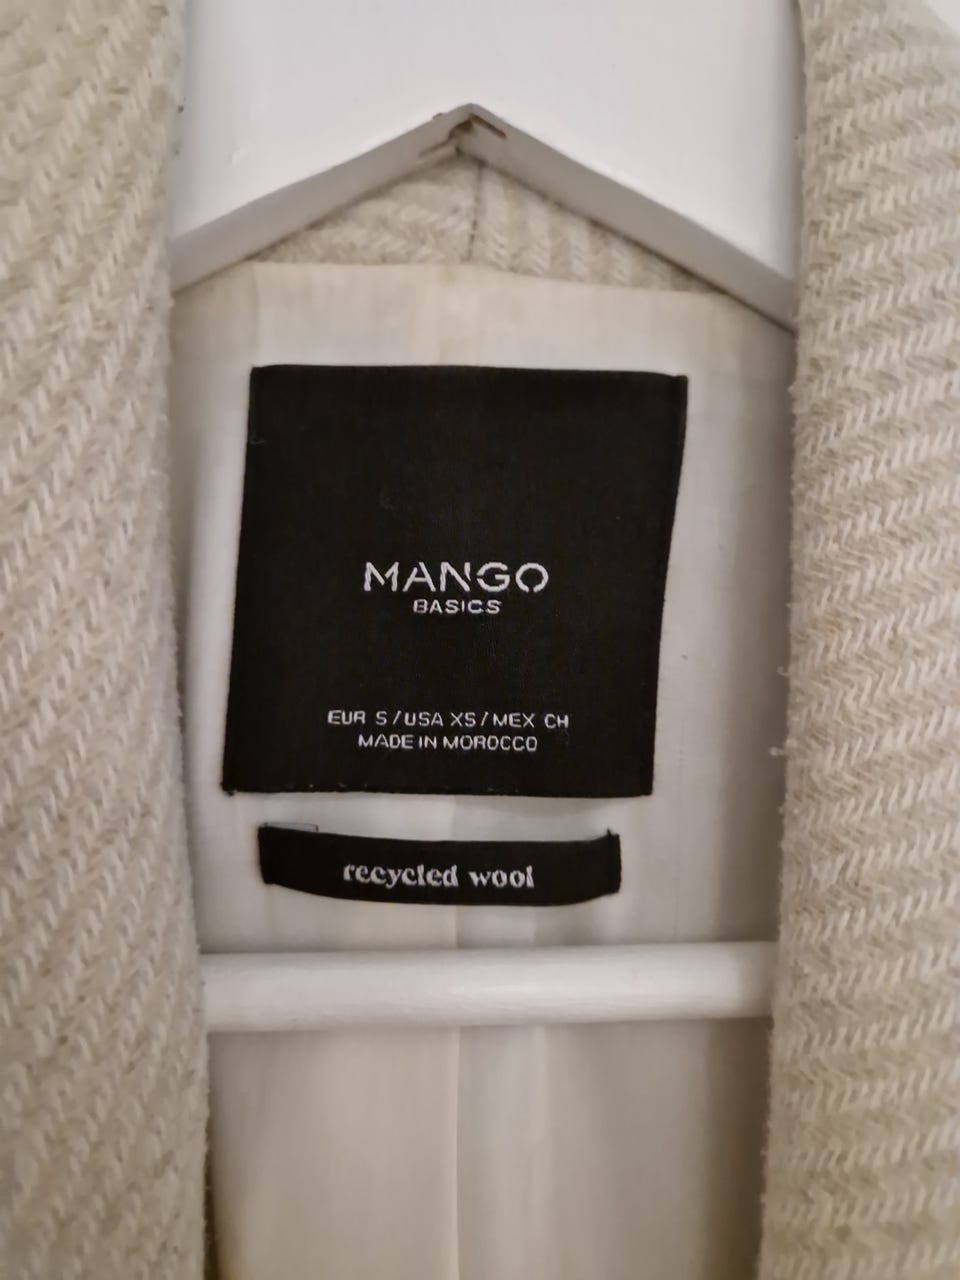 MANGO
BASICS
EUR S/USA XS/MEX CH
MADE IN MOROCCO
recycled wool